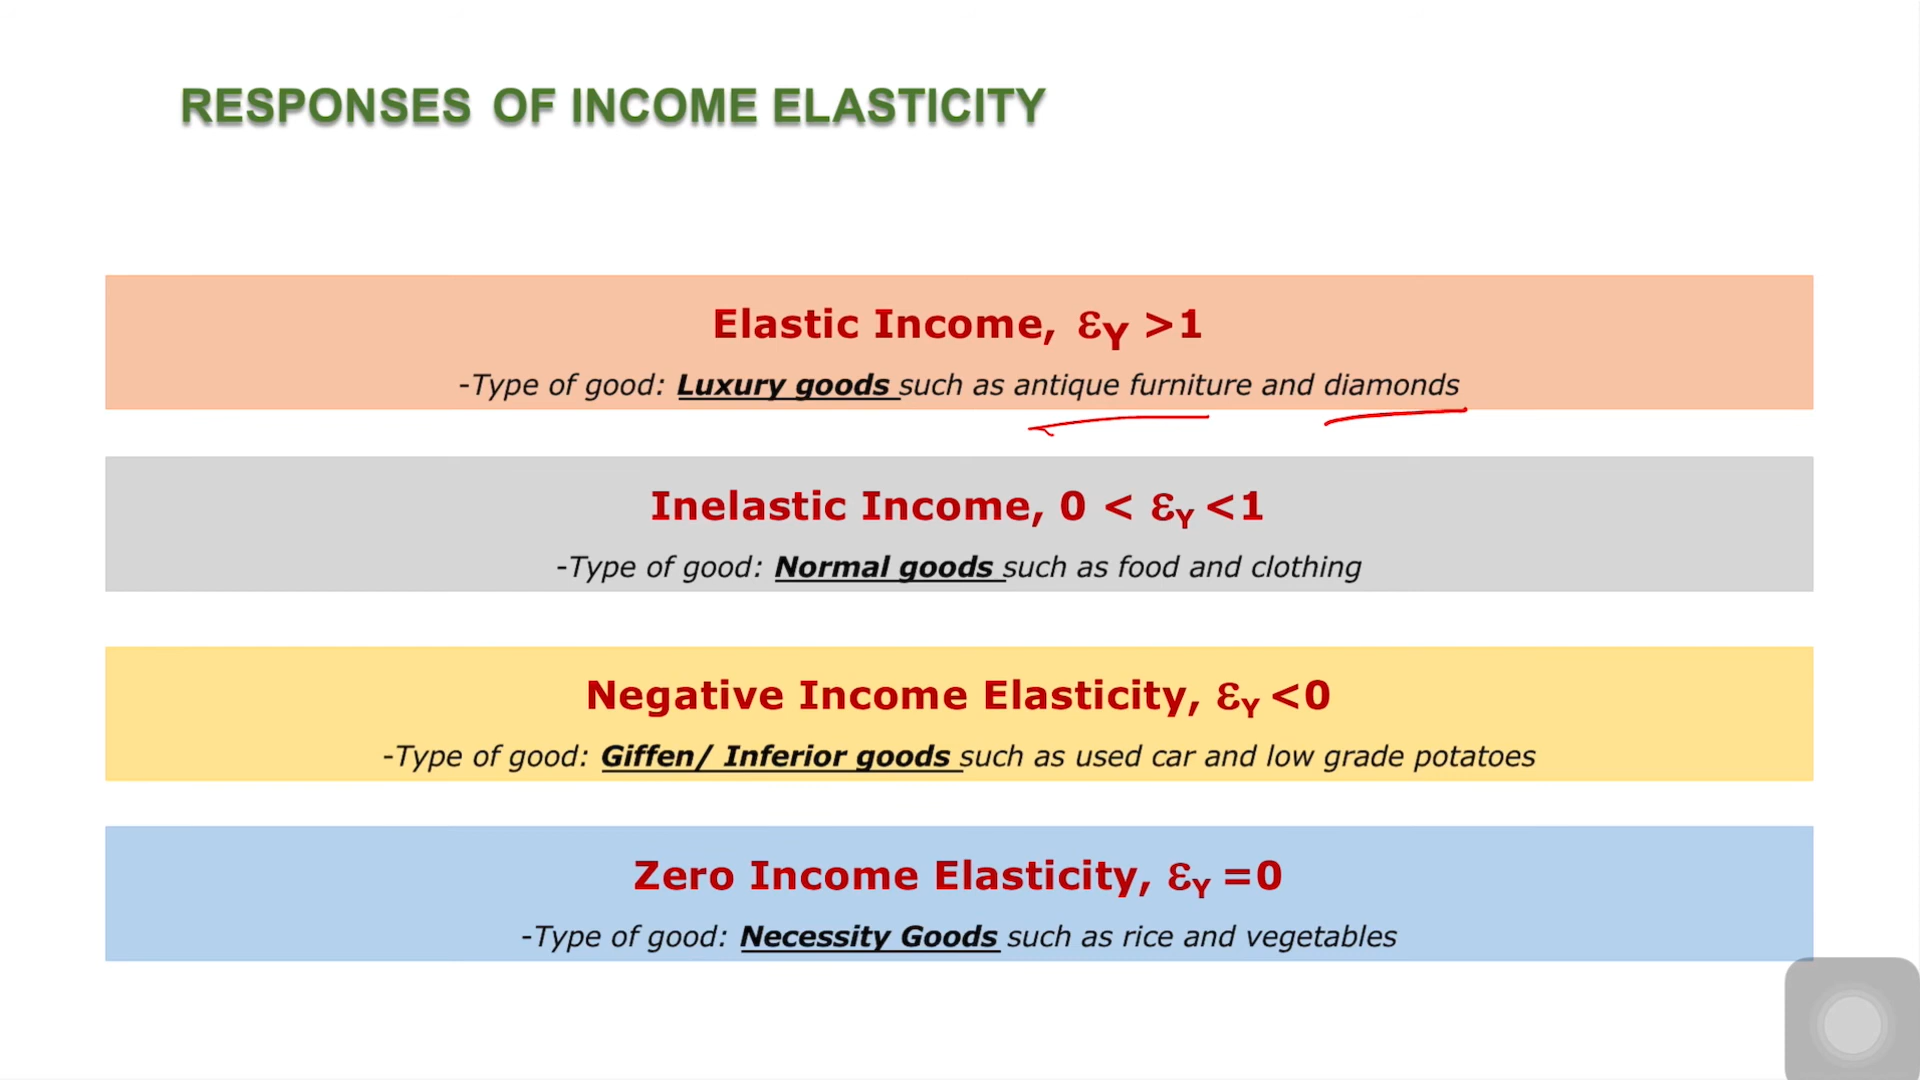 RESPONSES OF INCOME ELASTICITY
Elastic Income, εY >1
-Type of good: Luxury goods such as antique furniture and diamonds
Inelastic Income, 0 < εY <1
-Type of good: Normal goods such as food and clothing
Negative Income Elasticity, εY <0
-Type of good: Giffen/ Inferior goods such as used car and low grade potatoes
Zero Income Elasticity, εY =0
-Type of good: Necessity Goods such as rice and vegetables